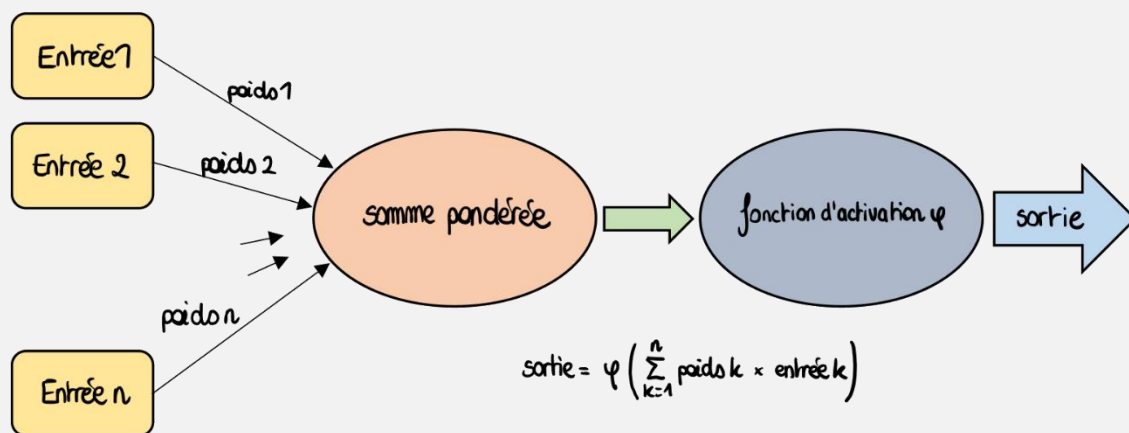 Entrée 1
poids 1
Entrée 2
poids 2
somme pondérée
fonction d'activation φ
sortie
poids n
Entrée n
sortie = φ ( n ∑ k=1 poids k × entrée k )